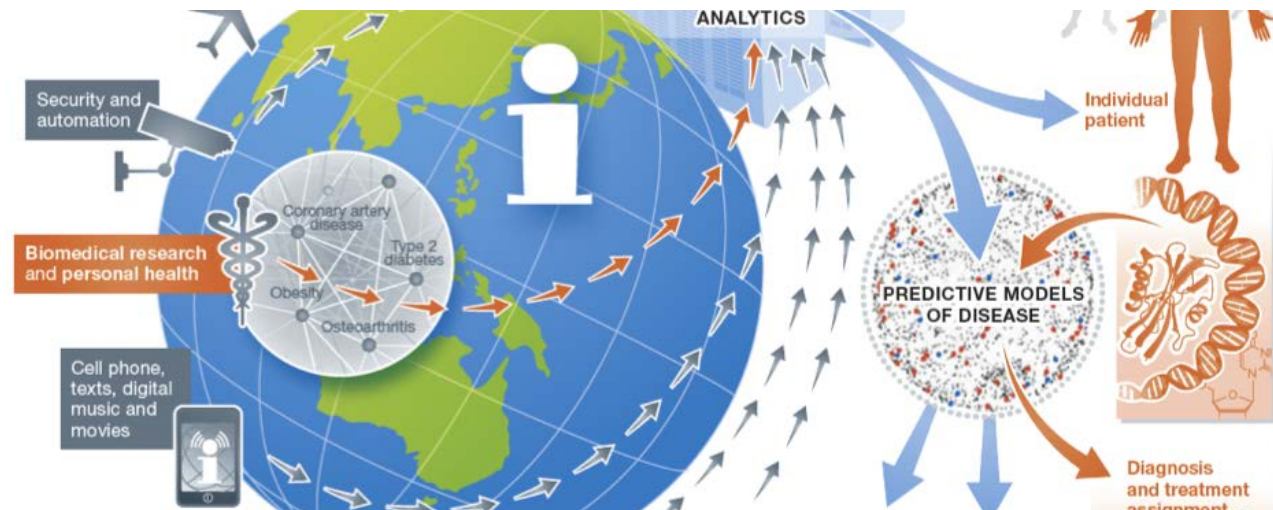 ANALYTICS
Security and
automation
Individual
patient
Coronary artery
disease
Type 2
diabetes
Biomedical research
and personal health
Obesity
Osteoarthritis
PREDICTIVE MODELS
OF DISEASE
Cell phone,
texts, digital
music and
movies
i
i
Diagnosis
and treatment
assignment